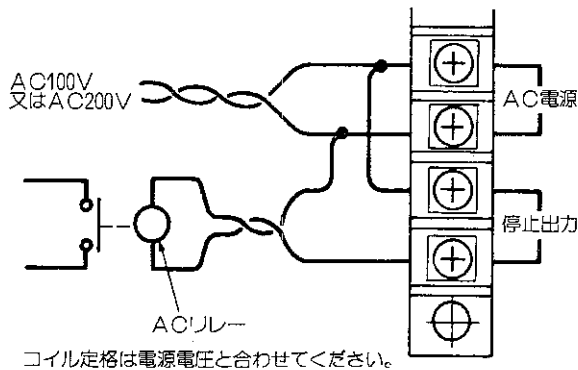 AC100V
又はAC200V
AC電源
停止出力
ACリレー
コイル定格は電源電圧と合わせてください。